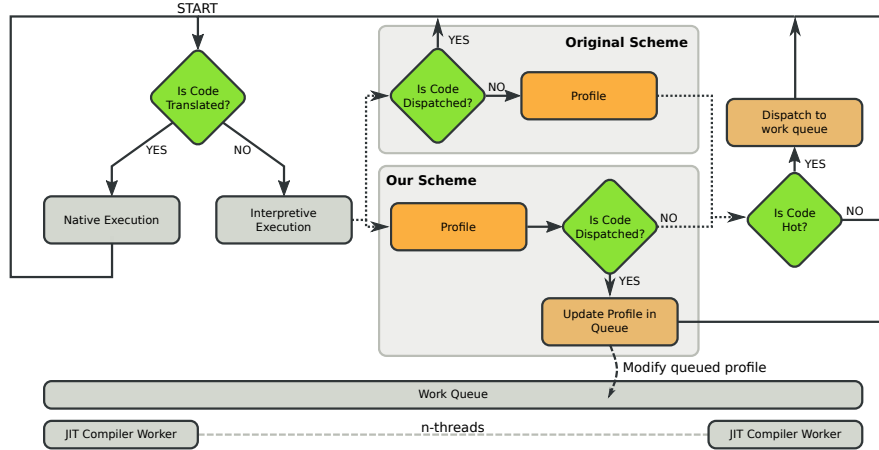 START
Is Code
Translated?
YES
NO
Native Execution
Interpretive
Execution
Original Scheme
YES
Is Code
Dispatched?
NO
Profile
Our Scheme
Profile
Is Code
Dispatched?
NO
YES
Update Profile in
Queue
Dispatch to
work queue
YES
Is Code
Hot?
NO
Modify queued profile
Work Queue
JIT Compiler Worker
n-threads
JIT Compiler Worker